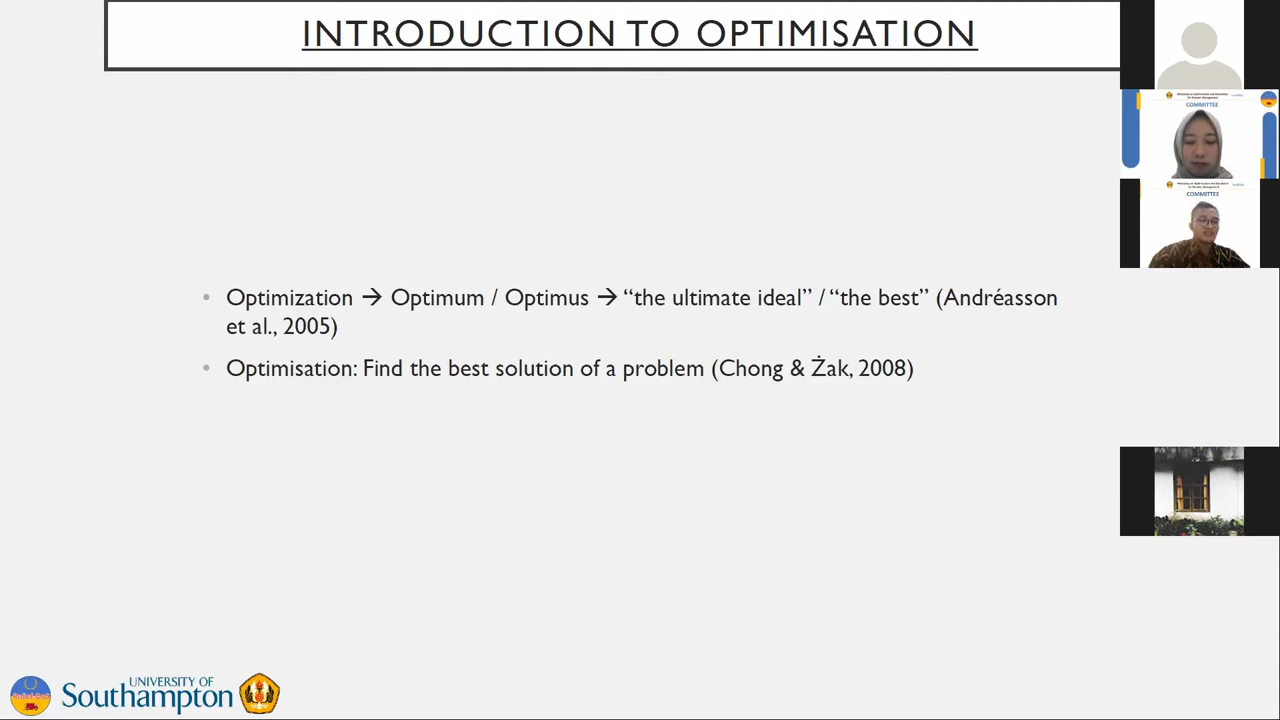 INTRODUCTION TO OPTIMISATION
COMMITTEE
COMMITTEE
• Optimization → Optimum / Optimus → “the ultimate ideal” / “the best” (Andréasson
et al., 2005)
• Optimisation: Find the best solution of a problem (Chong & Żak, 2008)
UNIVERSITY OF
Southampton